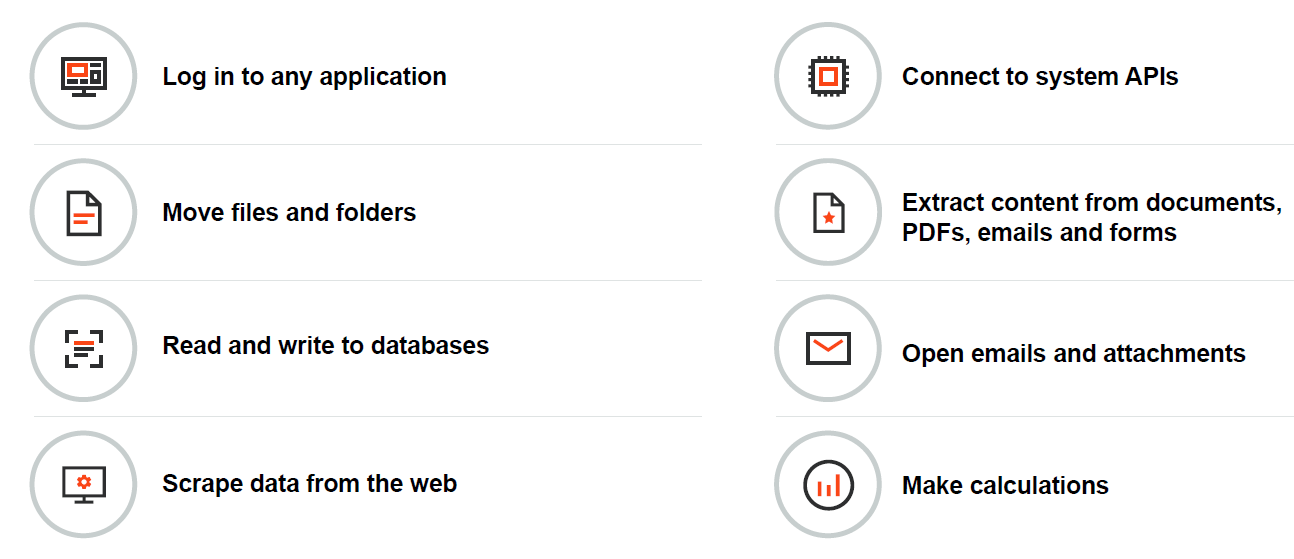 Log in to any application
Move files and folders
Read and write to databases
Scrape data from the web
Connect to system APIs
Extract content from documents,
PDFs, emails and forms
Open emails and attachments
Make calculations